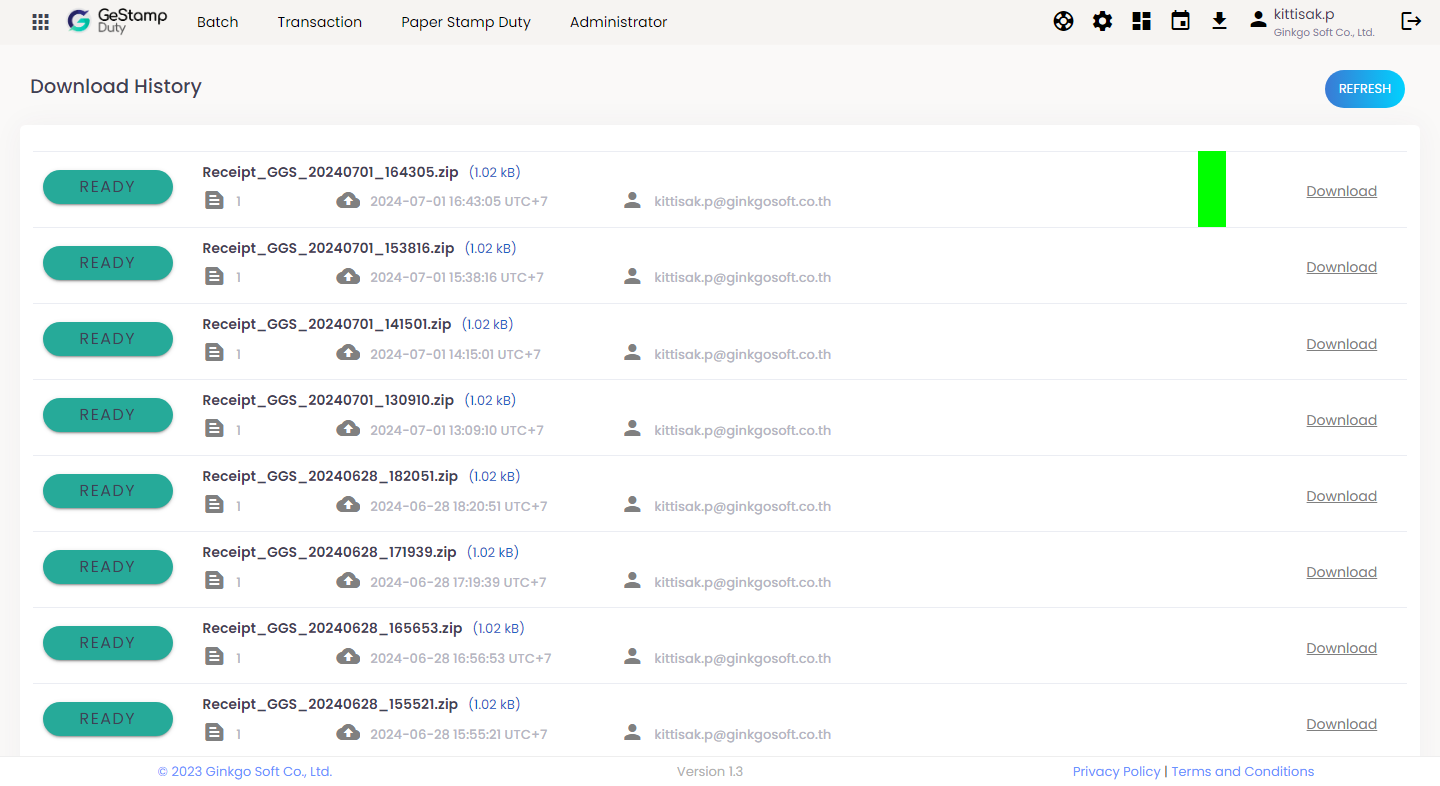 GeStamp Duty
Batch Transaction Paper Stamp Duty Administrator
kittisak.p
Ginkgo Soft Co., Ltd.
Download History
REFRESH
READY
Receipt_GGS_20240701_164305.zip (1.02 kB)
1 2024-07-01 16:43:05 UTC+7 kittisak.p@ginkgosoft.co.th
Download
READY
Receipt_GGS_20240701_153816.zip (1.02 kB)
1 2024-07-01 15:38:16 UTC+7 kittisak.p@ginkgosoft.co.th
Download
READY
Receipt_GGS_20240701_141501.zip (1.02 kB)
1 2024-07-01 14:15:01 UTC+7 kittisak.p@ginkgosoft.co.th
Download
READY
Receipt_GGS_20240701_130910.zip (1.02 kB)
1 2024-07-01 13:09:10 UTC+7 kittisak.p@ginkgosoft.co.th
Download
READY
Receipt_GGS_20240628_182051.zip (1.02 kB)
1 2024-06-28 18:20:51 UTC+7 kittisak.p@ginkgosoft.co.th
Download
READY
Receipt_GGS_20240628_171939.zip (1.02 kB)
1 2024-06-28 17:19:39 UTC+7 kittisak.p@ginkgosoft.co.th
Download
READY
Receipt_GGS_20240628_165653.zip (1.02 kB)
1 2024-06-28 16:56:53 UTC+7 kittisak.p@ginkgosoft.co.th
Download
READY
Receipt_GGS_20240628_155521.zip (1.02 kB)
1 2024-06-28 15:55:21 UTC+7 kittisak.p@ginkgosoft.co.th
Download
© 2023 Ginkgo Soft Co., Ltd. Version 1.3 Privacy Policy | Terms and Conditions